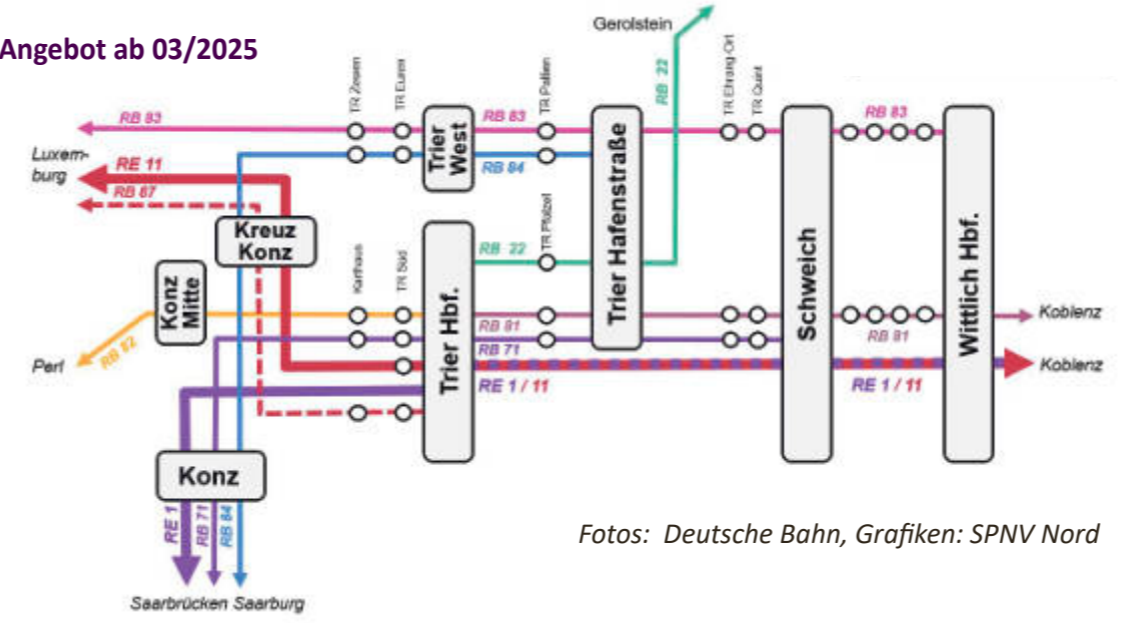 Angebot ab 03/2025
Gerolstein
RB 22
TR Zewen
TR Euren
TR Pallien
TR Ehrang-Ort
TR Quint
RB 83
RB 83
RB 83
Trier
West
RB 84
Luxem-
burg
RE 11
RB 67
Kreuz
Konz
Trier Hafenstraße
Schweich
Wittlich Hbf.
Karthaus
TR Süd
Trier Hbf.
RB 22
TR Pfalzel
Konz
Mitte
RB 82
Perl
RB 81
RB 81
Koblenz
RB 71
RE 1 / 11
RE 1 / 11
Koblenz
Konz
RE 1
RB 71
RB 84
Saarbrücken Saarburg
Fotos: Deutsche Bahn, Grafiken: SPNV Nord